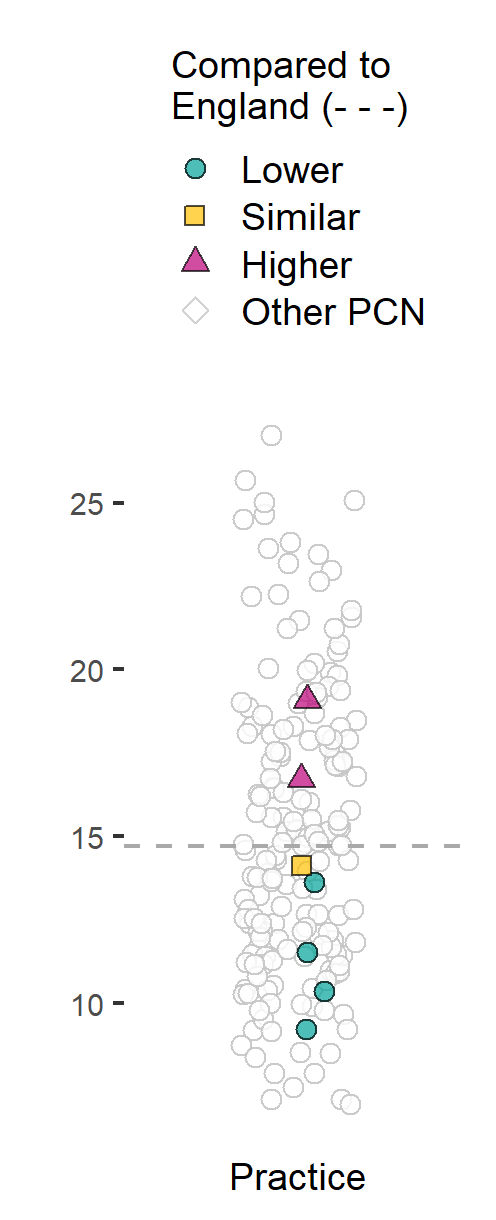 Compared to
England (- - -)
Lower
Similar
Higher
Other PCN
25
20
15
10
Practice